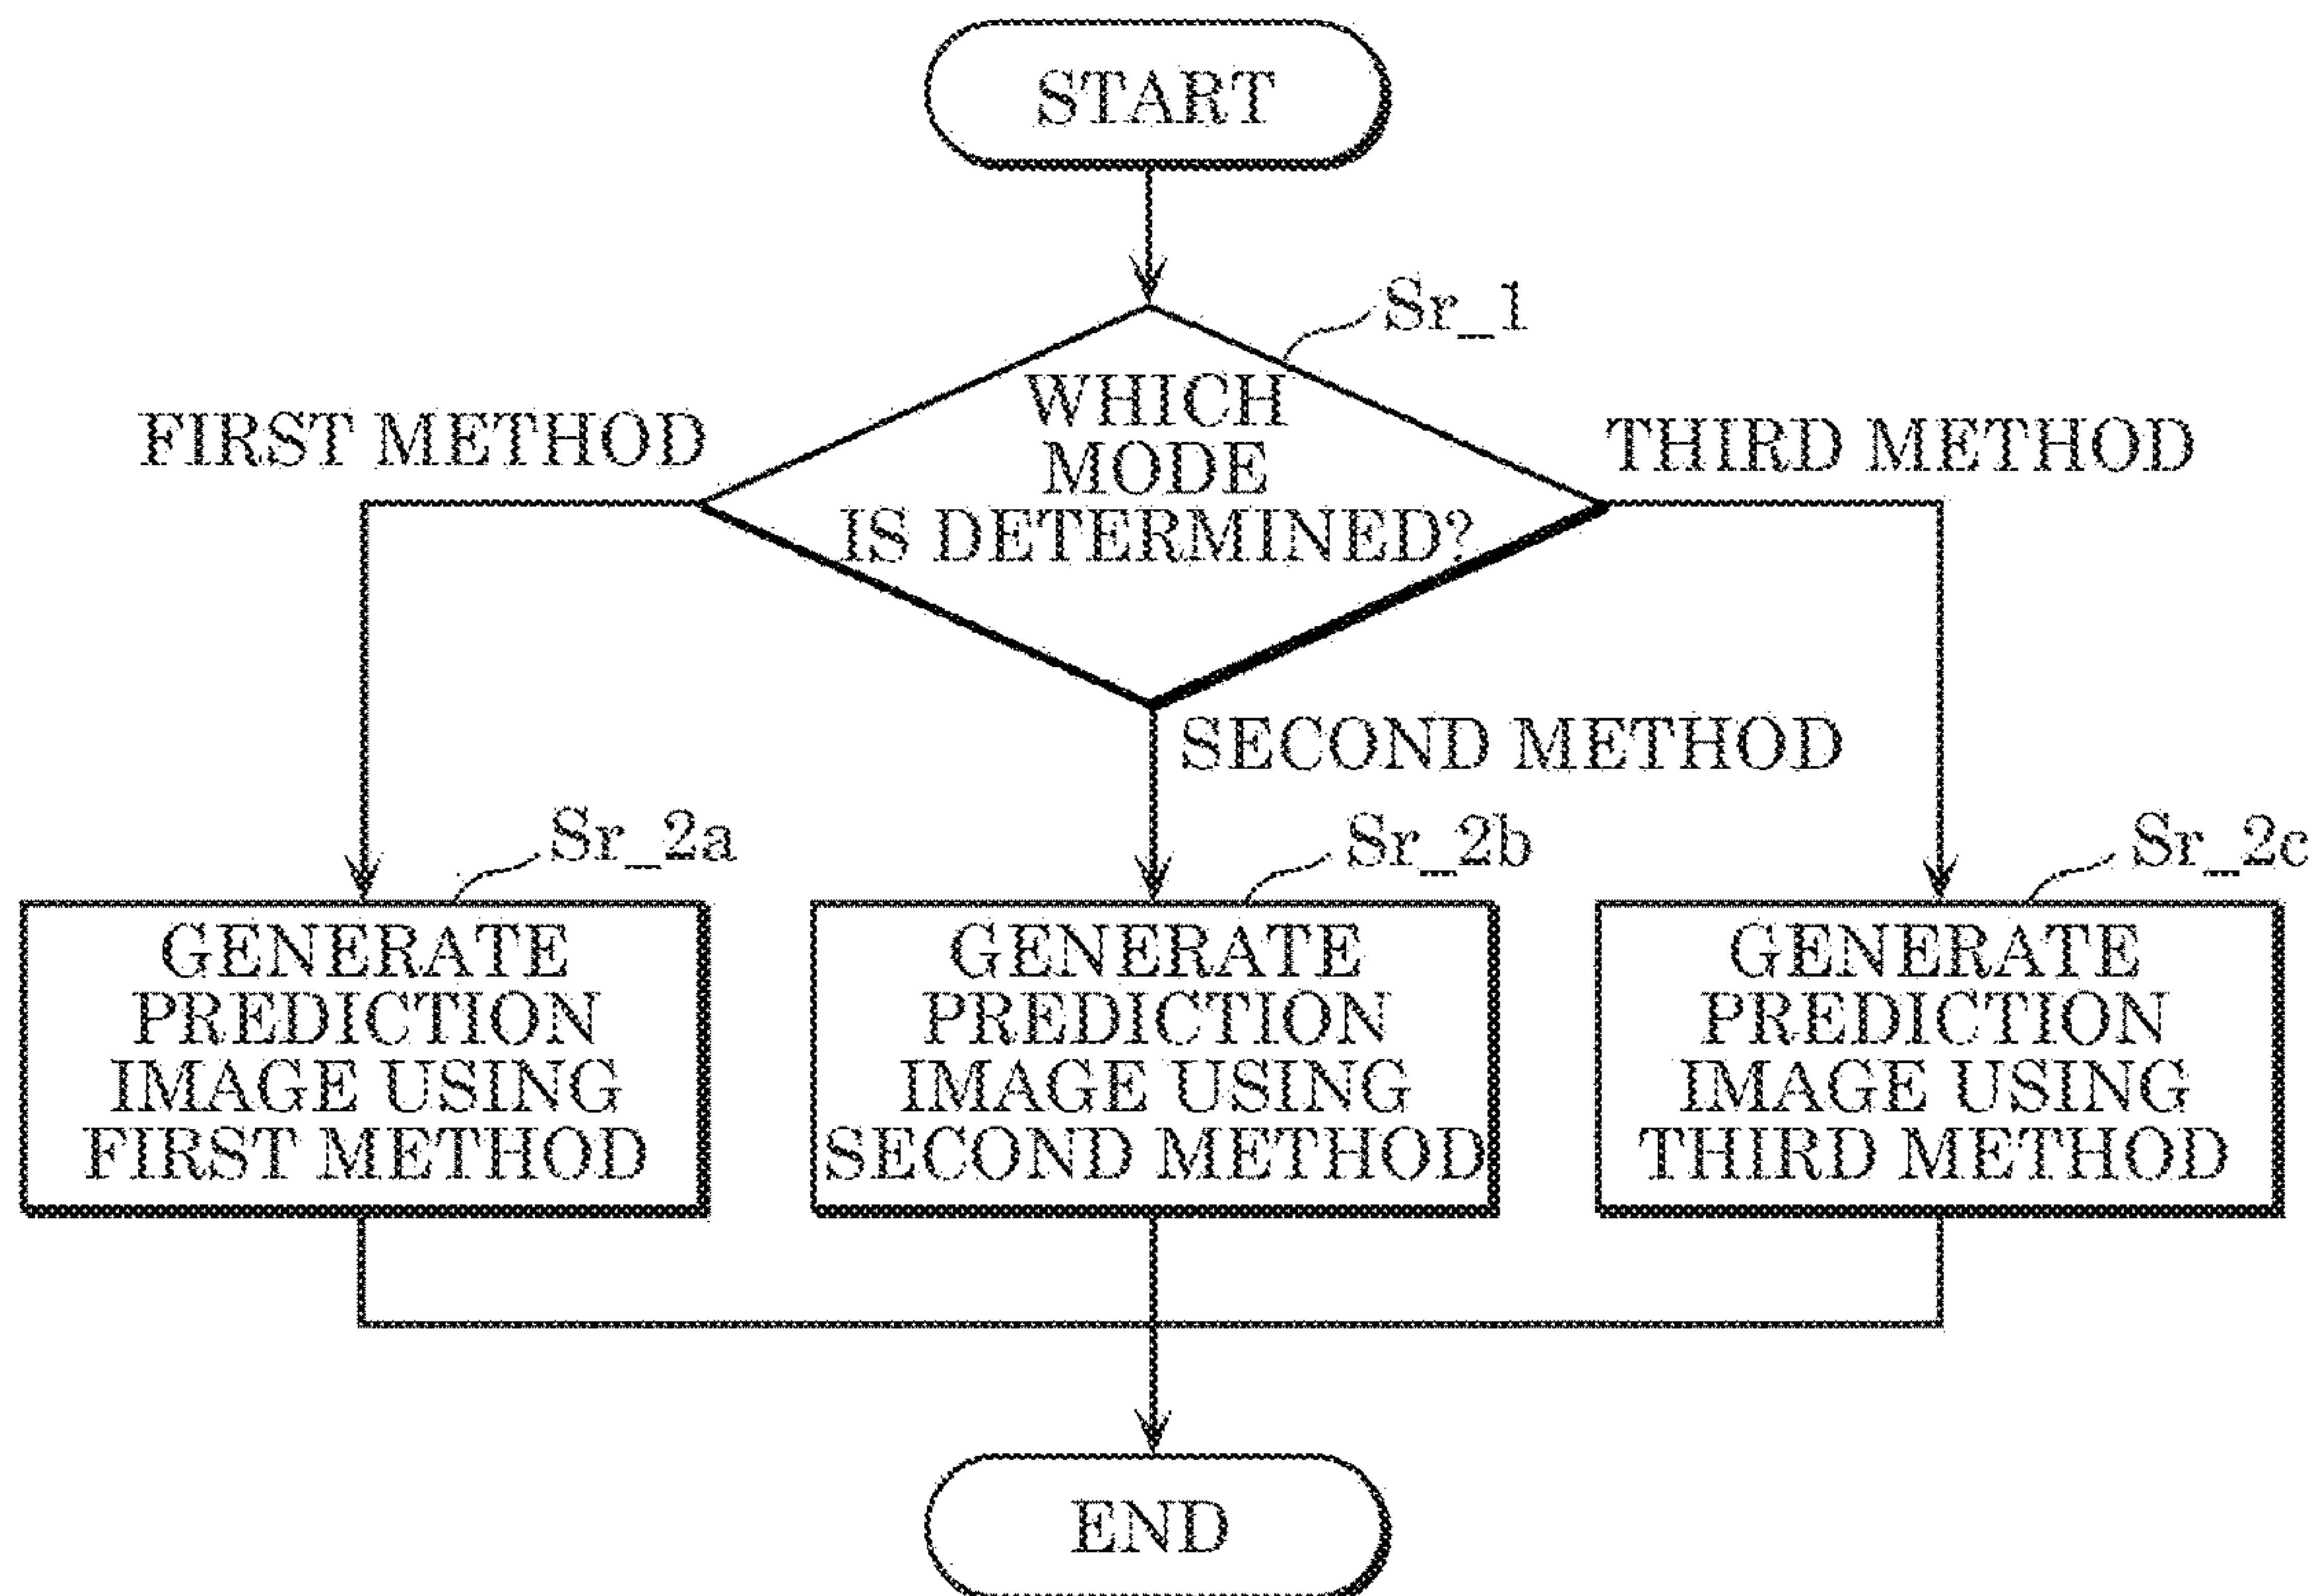 START
Sr_1
WHICH
MODE
IS DETERMINED?
FIRST METHOD
THIRD METHOD
SECOND METHOD
Sr_2a
GENERATE
PREDICTION
IMAGE USING
FIRST METHOD
Sr_2b
GENERATE
PREDICTION
IMAGE USING
SECOND METHOD
Sr_2c
GENERATE
PREDICTION
IMAGE USING
THIRD METHOD
END